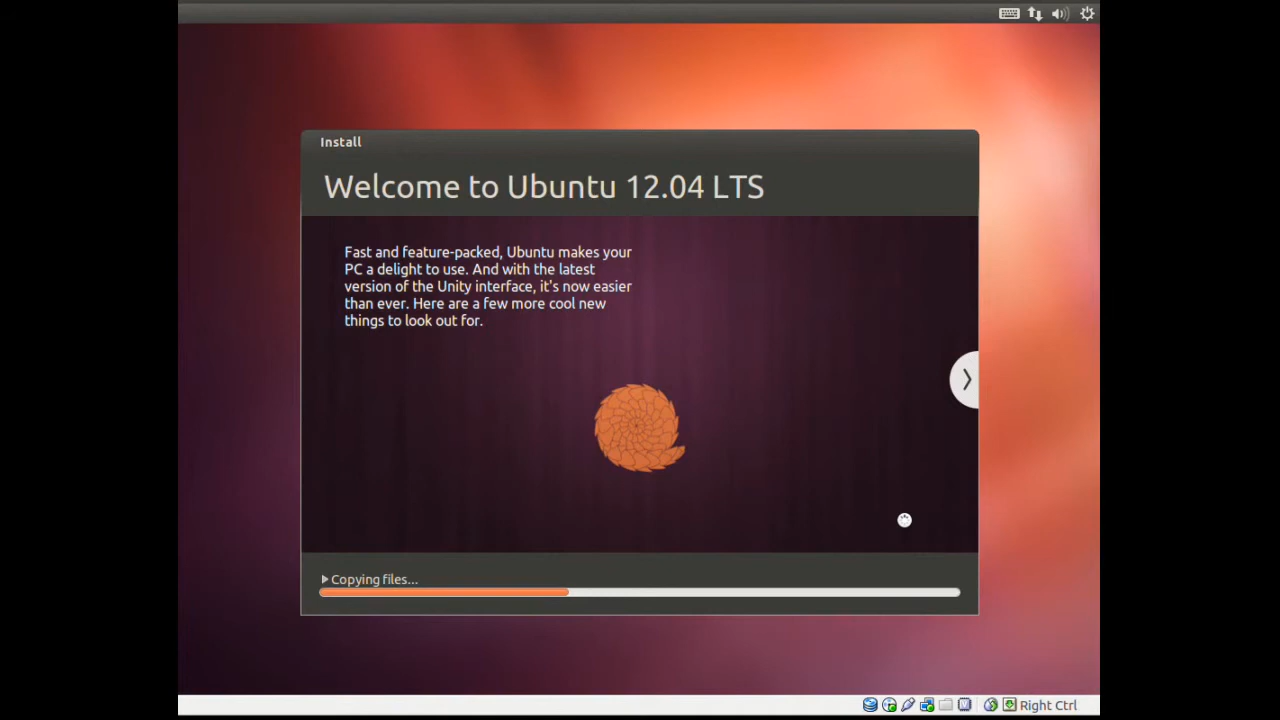 Install
Welcome to Ubuntu 12.04 LTS
Fast and feature-packed, Ubuntu makes your
PC a delight to use. And with the latest
version of the Unity interface, it's now easier
than ever. Here are a few more cool new
things to look out for.
Copying files...
Right Ctrl